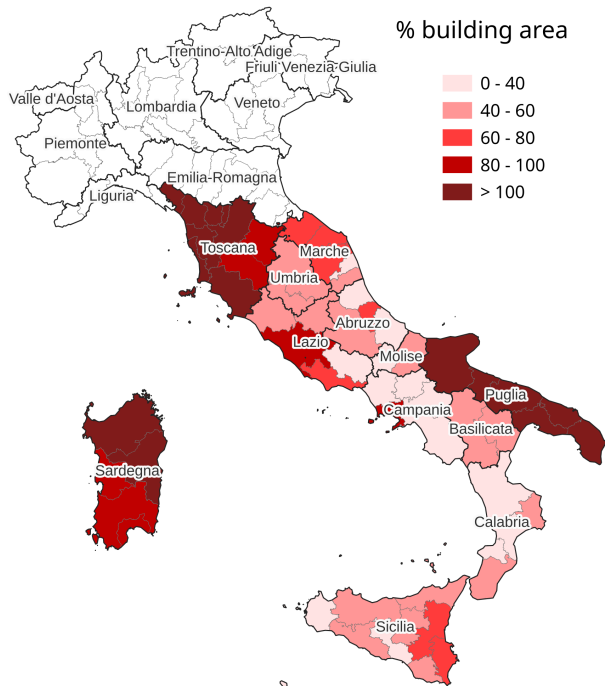 % building area
0 - 40
40 - 60
60 - 80
80 - 100
> 100
Trentino-Alto Adige
Friuli Venezia-Giulia
Valle d'Aosta
Lombardia
Veneto
Piemonte
Emilia-Romagna
Liguria
Toscana
Marche
Umbria
Abruzzo
Lazio
Molise
Puglia
Campania
Basilicata
Sardegna
Calabria
Sicilia